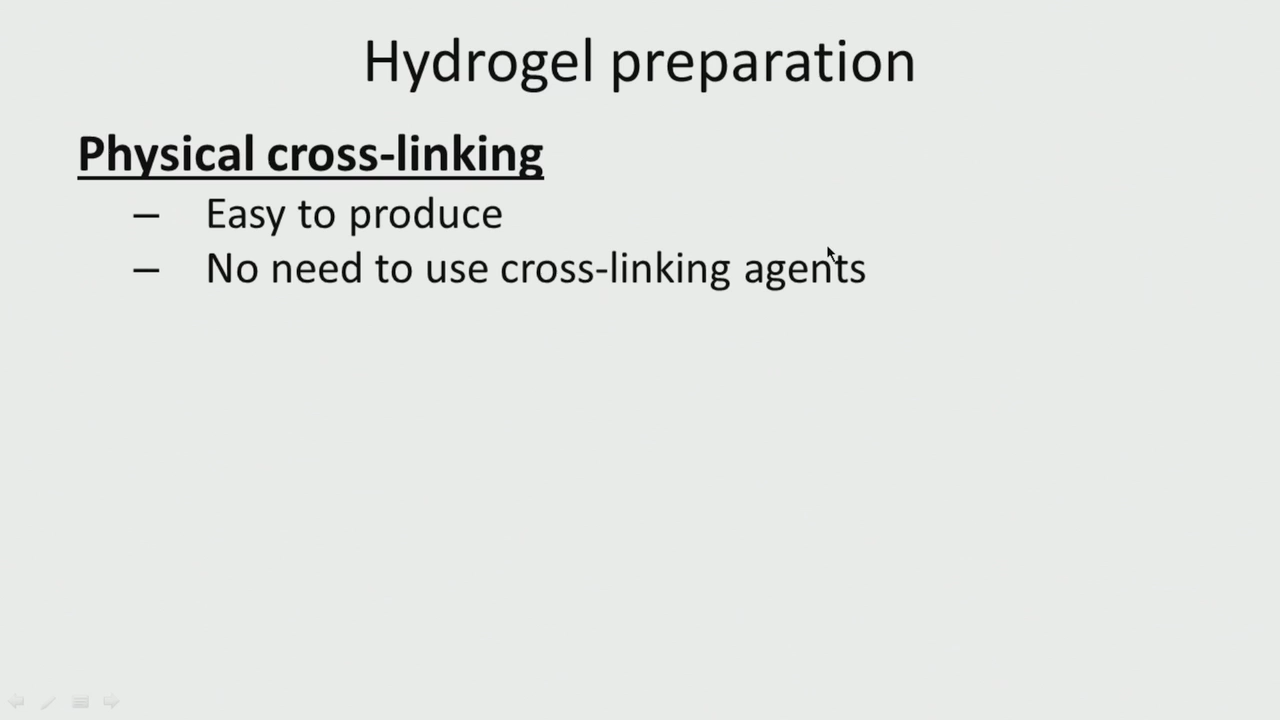 Hydrogel preparation
Physical cross-linking
– Easy to produce
– No need to use cross-linking agents